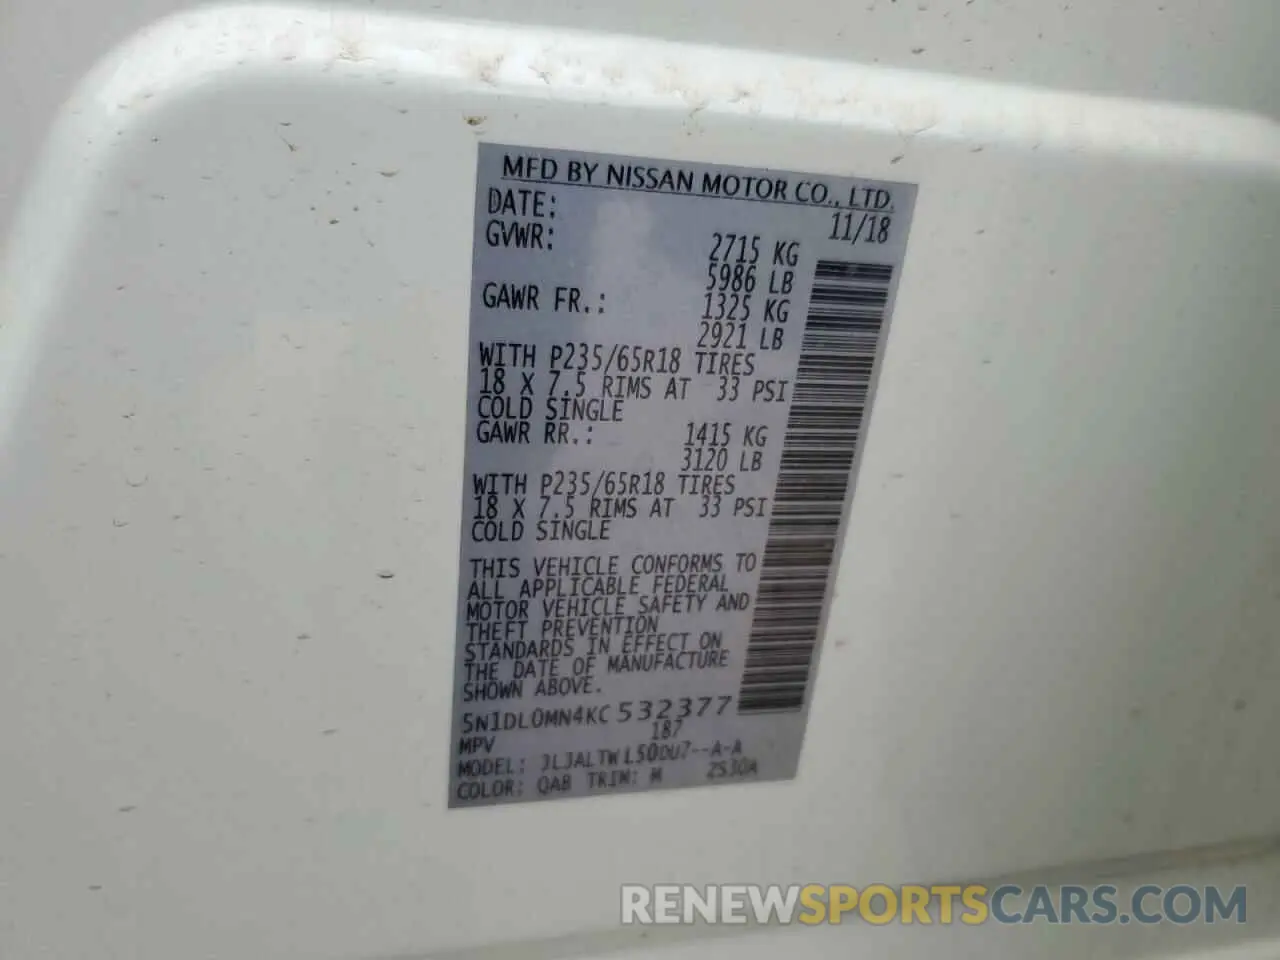 MFD BY NISSAN MOTOR CO., LTD.
DATE: 11/18
GVWR: 2715 KG
5986 LB
GAWR FR.: 1325 KG
2921 LB
WITH P235/65R18 TIRES
18 X 7.5 RIMS AT 33 PSI
COLD SINGLE
GAWR RR.: 1415 KG
3120 LB
WITH P235/65R18 TIRES
18 X 7.5 RIMS AT 33 PSI
COLD SINGLE
THIS VEHICLE CONFORMS TO
ALL APPLICABLE FEDERAL
MOTOR VEHICLE SAFETY AND
THEFT PREVENTION
STANDARDS IN EFFECT ON
THE DATE OF MANUFACTURE
SHOWN ABOVE.
5N1DL0MN4KC532377
MPV 187
MODEL: JLJALTWL50DU7--A-A
COLOR: QAB TRIM: M 2S30A
RENEWSPORTSCARS.COM